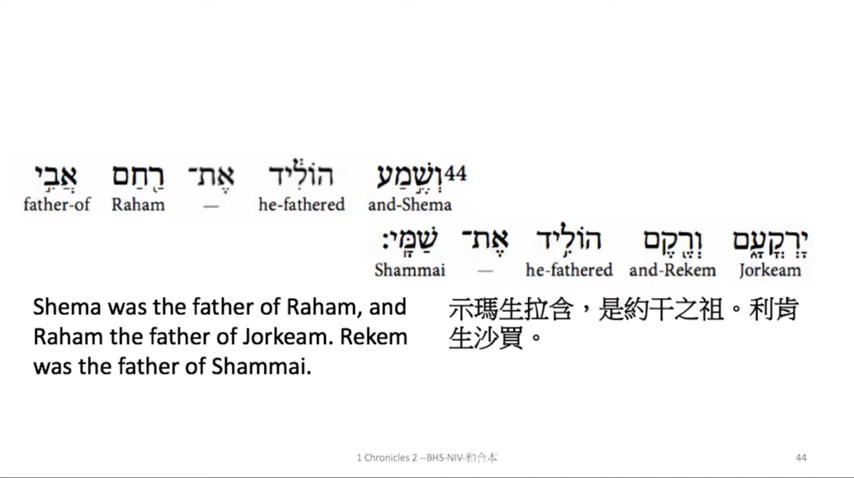 44וְשֶׁ֣מַע הוֹלִ֔יד אֶת־ רַ֖חַם אֲבִ֣י
father-of Raham — he-fathered and-Shema
יָרְקֳעָ֑ם וְרֶ֖קֶם הוֹלִ֥יד אֶת־ שַׁמָּֽי׃
Shammai — he-fathered and-Rekem Jorkeam
Shema was the father of Raham, and
Raham the father of Jorkeam. Rekem
was the father of Shammai.
示瑪生拉含，是約干之祖。利肯
生沙買。
1 Chronicles 2 --BHS-NIV-和合本
44